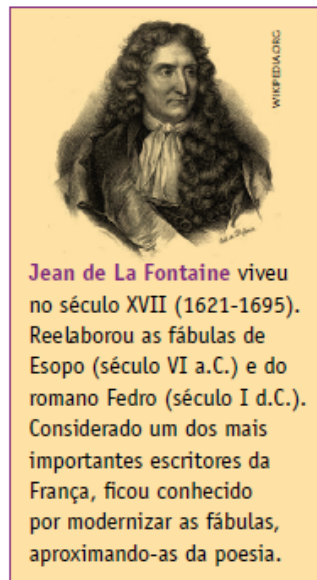 WIKIPEDIA.ORG
Jean de La Fontaine viveu
no século XVII (1621-1695).
Reelaborou as fábulas de
Esopo (século VI a.C.) e do
romano Fedro (século I d.C.).
Considerado um dos mais
importantes escritores da
França, ficou conhecido
por modernizar as fábulas,
aproximando-as da poesia.